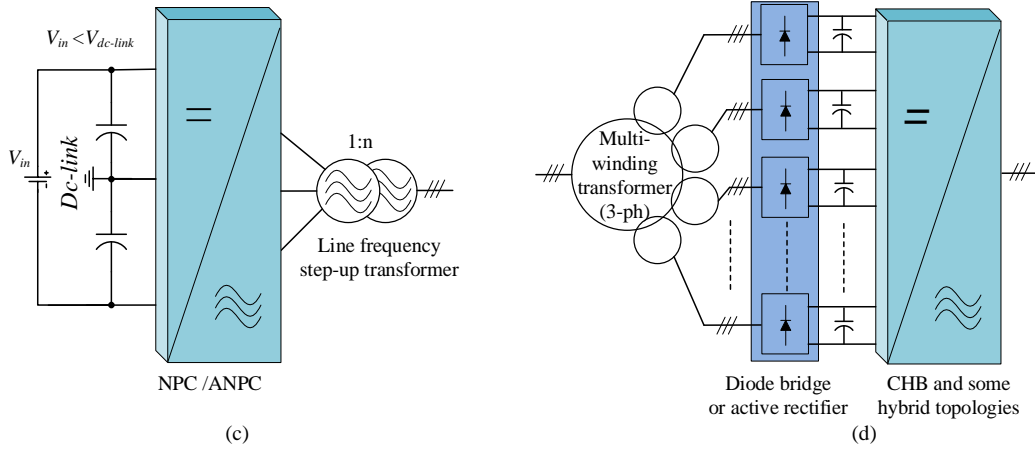 V_in < V_dc-link
V_in
Dc-link
1:n
Line frequency
step-up transformer
NPC /ANPC
(c)
Multi-
winding
transformer
(3-ph)
Diode bridge
or active rectifier
CHB and some
hybrid topologies
(d)